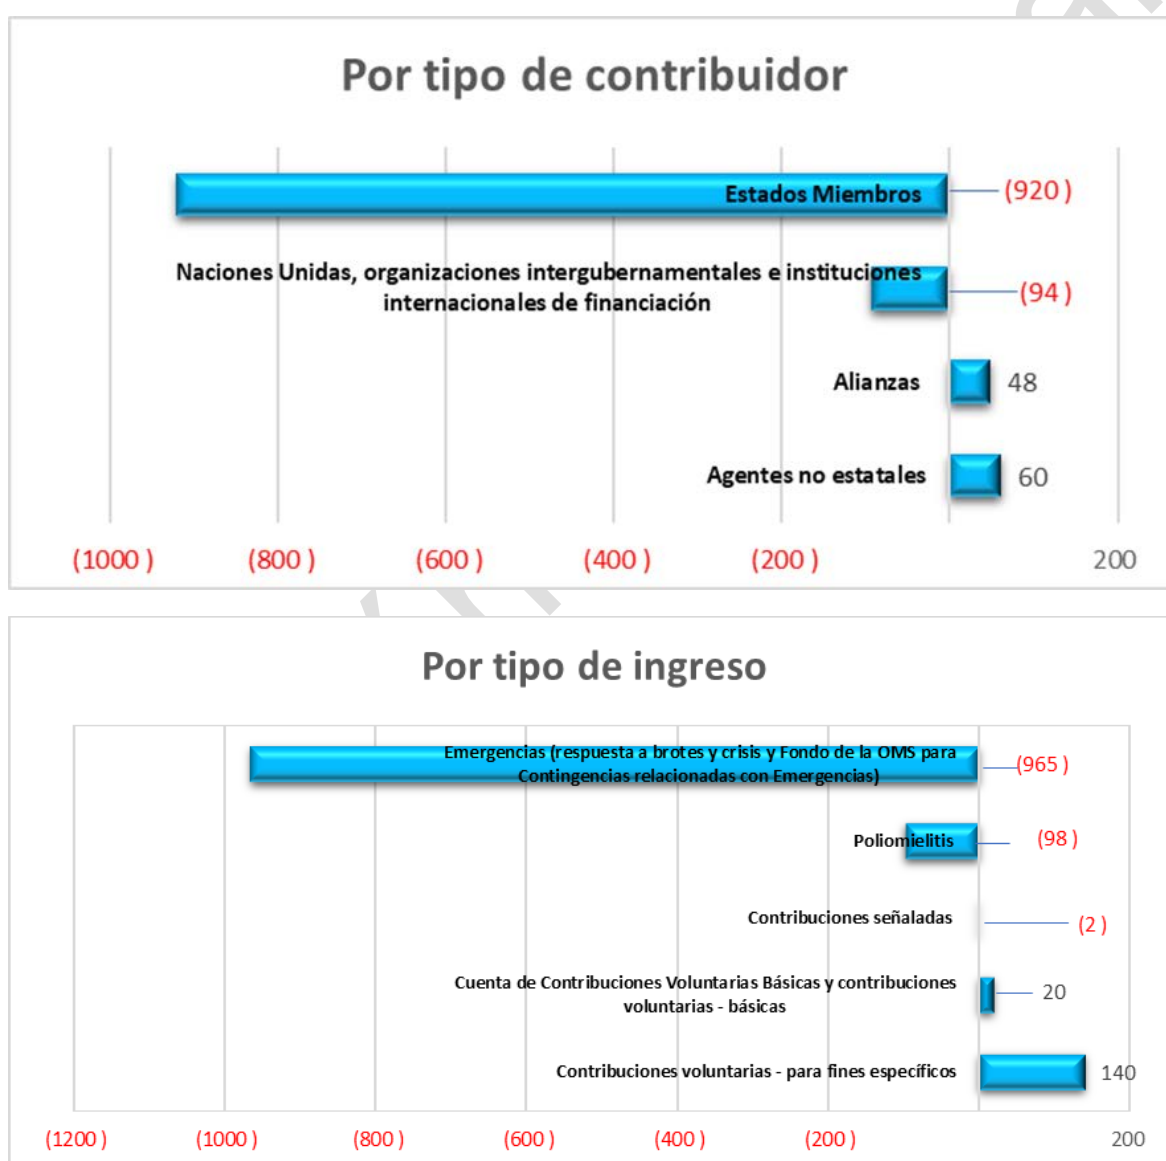 Por tipo de contribuidor
Estados Miembros
(920 )
Naciones Unidas, organizaciones intergubernamentales e instituciones
internacionales de financiación
(94 )
Alianzas
48
Agentes no estatales
60
(1000 )
(800 )
(600 )
(400 )
(200 )
200
Por tipo de ingreso
Emergencias (respuesta a brotes y crisis y Fondo de la OMS para
Contingencias relacionadas con Emergencias)
(965 )
Poliomielitis
(98 )
Contribuciones señaladas
(2 )
Cuenta de Contribuciones Voluntarias Básicas y contribuciones
voluntarias - básicas
20
Contribuciones voluntarias - para fines específicos
140
(1200 )
(1000 )
(800 )
(600 )
(400 )
(200 )
200